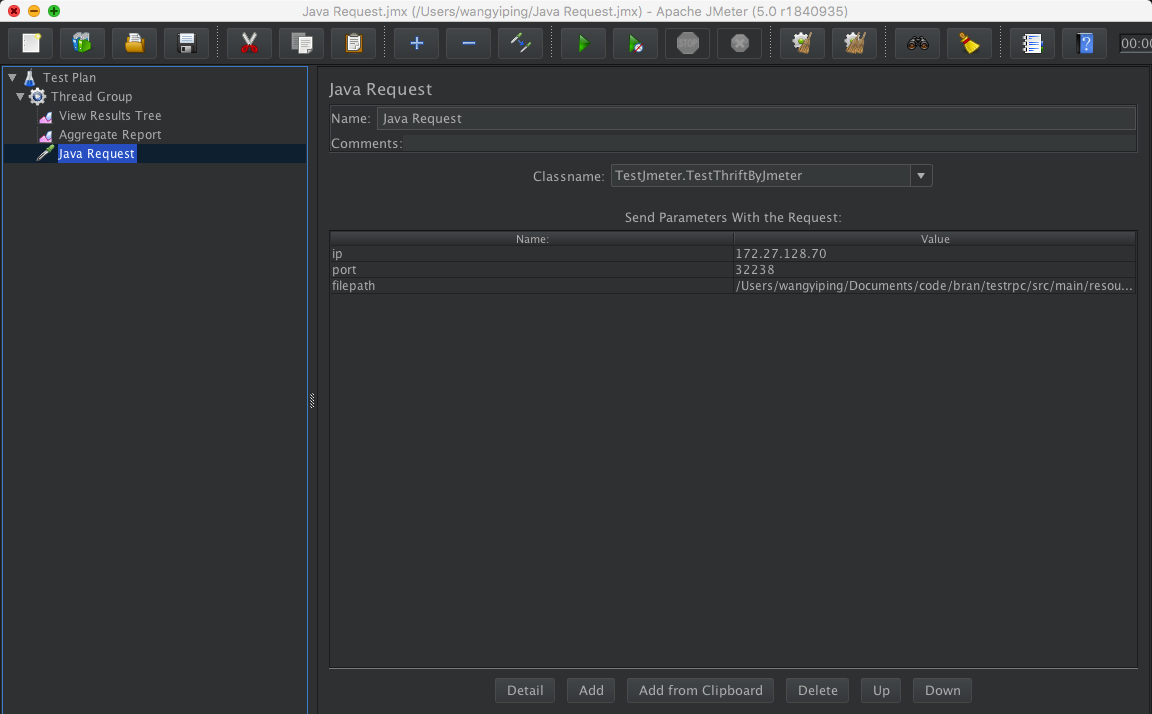 Java Request.jmx (/Users/wangyiping/Java Request.jmx) - Apache JMeter (5.0 r1840935)
STOP
?
00:00
Test Plan
Thread Group
View Results Tree
Aggregate Report
Java Request
Java Request
Name: Java Request
Comments:
Classname: TestJmeter.TestThriftByJmeter
Send Parameters With the Request:
Name: Value
ip 172.27.128.70
port 32238
filepath /Users/wangyiping/Documents/code/bran/testrpc/src/main/resou...
Detail Add Add from Clipboard Delete Up Down